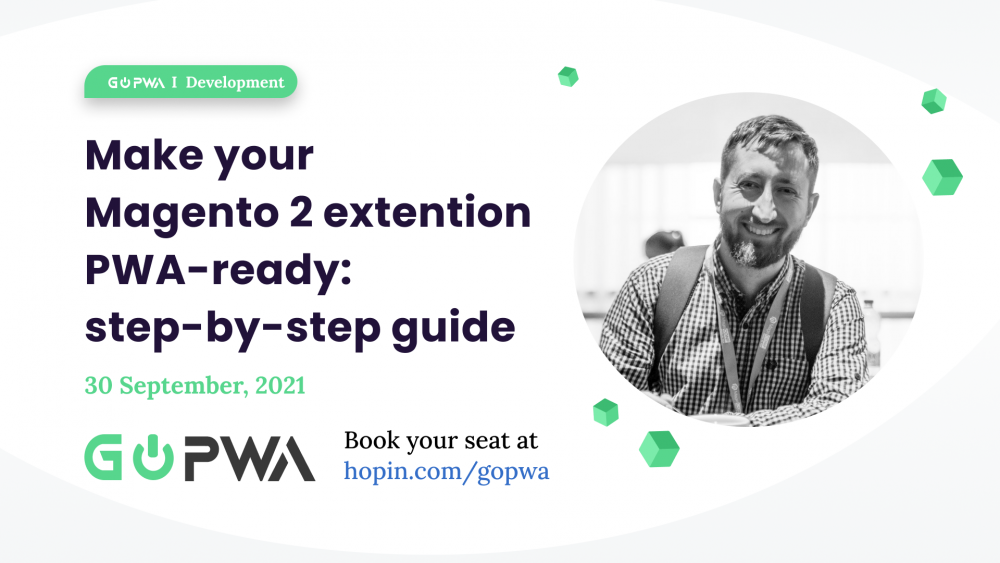 GOPWA I Development
Make your
Magento 2 extention
PWA-ready:
step-by-step guide
30 September, 2021
GOPWA
Book your seat at
hopin.com/gopwa